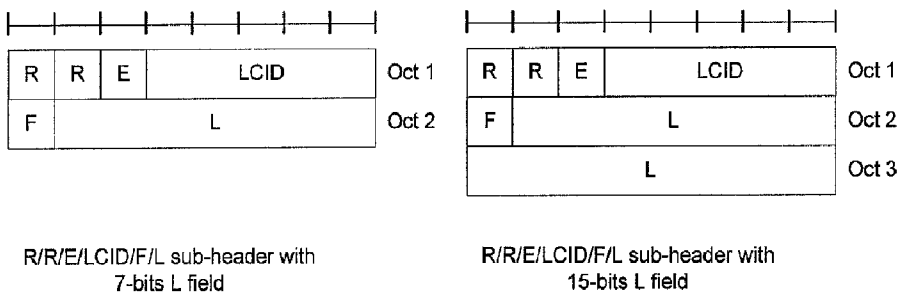 R R E LCID Oct 1
F L Oct 2
R/R/E/LCID/F/L sub-header with
7-bits L field
R R E LCID Oct 1
F L Oct 2
L Oct 3
R/R/E/LCID/F/L sub-header with
15-bits L field